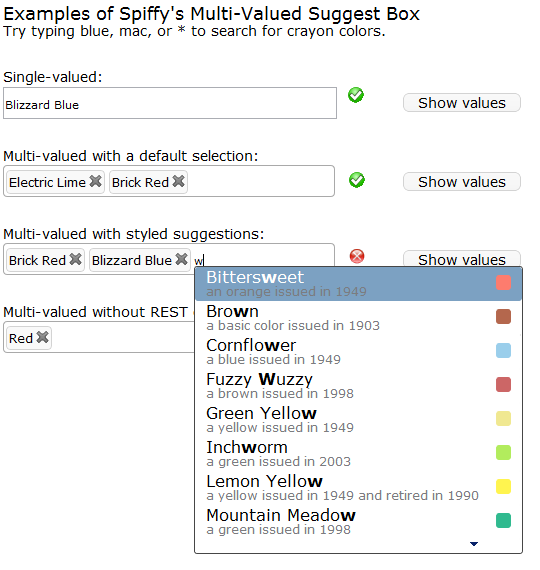 Examples of Spiffy's Multi-Valued Suggest Box
Try typing blue, mac, or * to search for crayon colors.
Single-valued:
Blizzard Blue
Show values
Multi-valued with a default selection:
Electric Lime Brick Red
Show values
Multi-valued with styled suggestions:
Brick Red Blizzard Blue w
Show values
Bittersweet
an orange issued in 1949
Brown
a basic color issued in 1903
Cornflower
a blue issued in 1949
Fuzzy Wuzzy
a brown issued in 1998
Green Yellow
a yellow issued in 1949
Inchworm
a green issued in 2003
Lemon Yellow
a yellow issued in 1949 and retired in 1990
Mountain Meadow
a green issued in 1998
Multi-valued without REST
Red